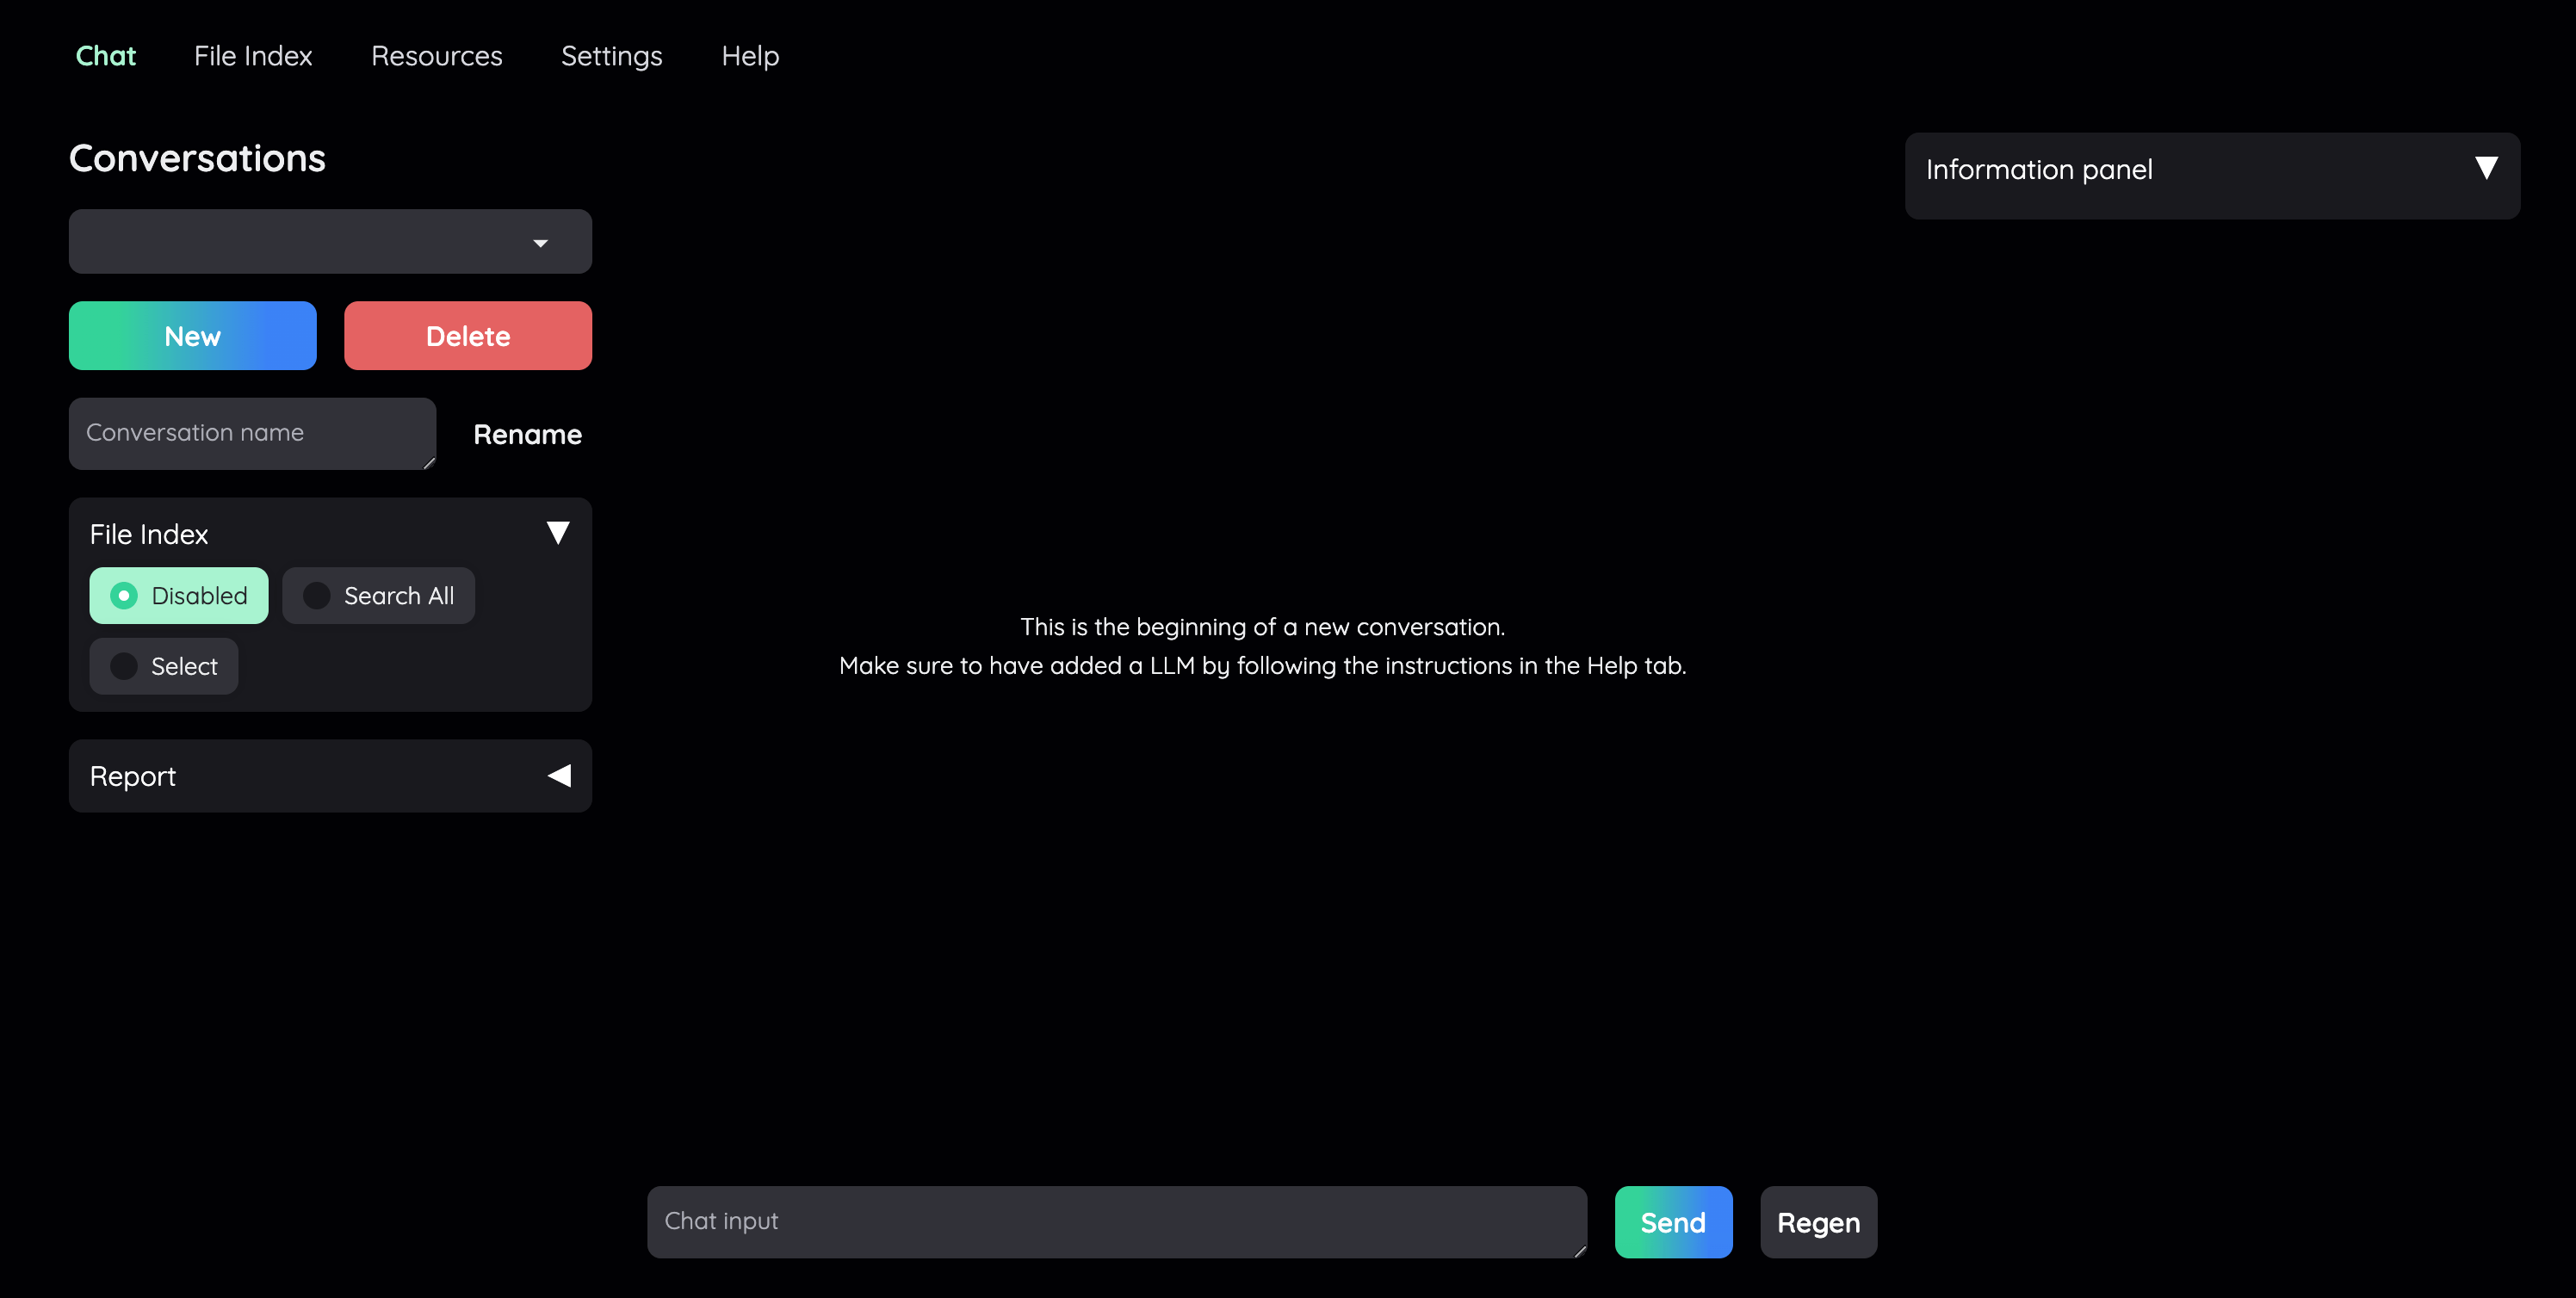 Chat File Index Resources Settings Help
Conversations
New Delete
Conversation name Rename
File Index
Disabled Search All
Select
Report
This is the beginning of a new conversation.
Make sure to have added a LLM by following the instructions in the Help tab.
Chat input Send Regen
Information panel